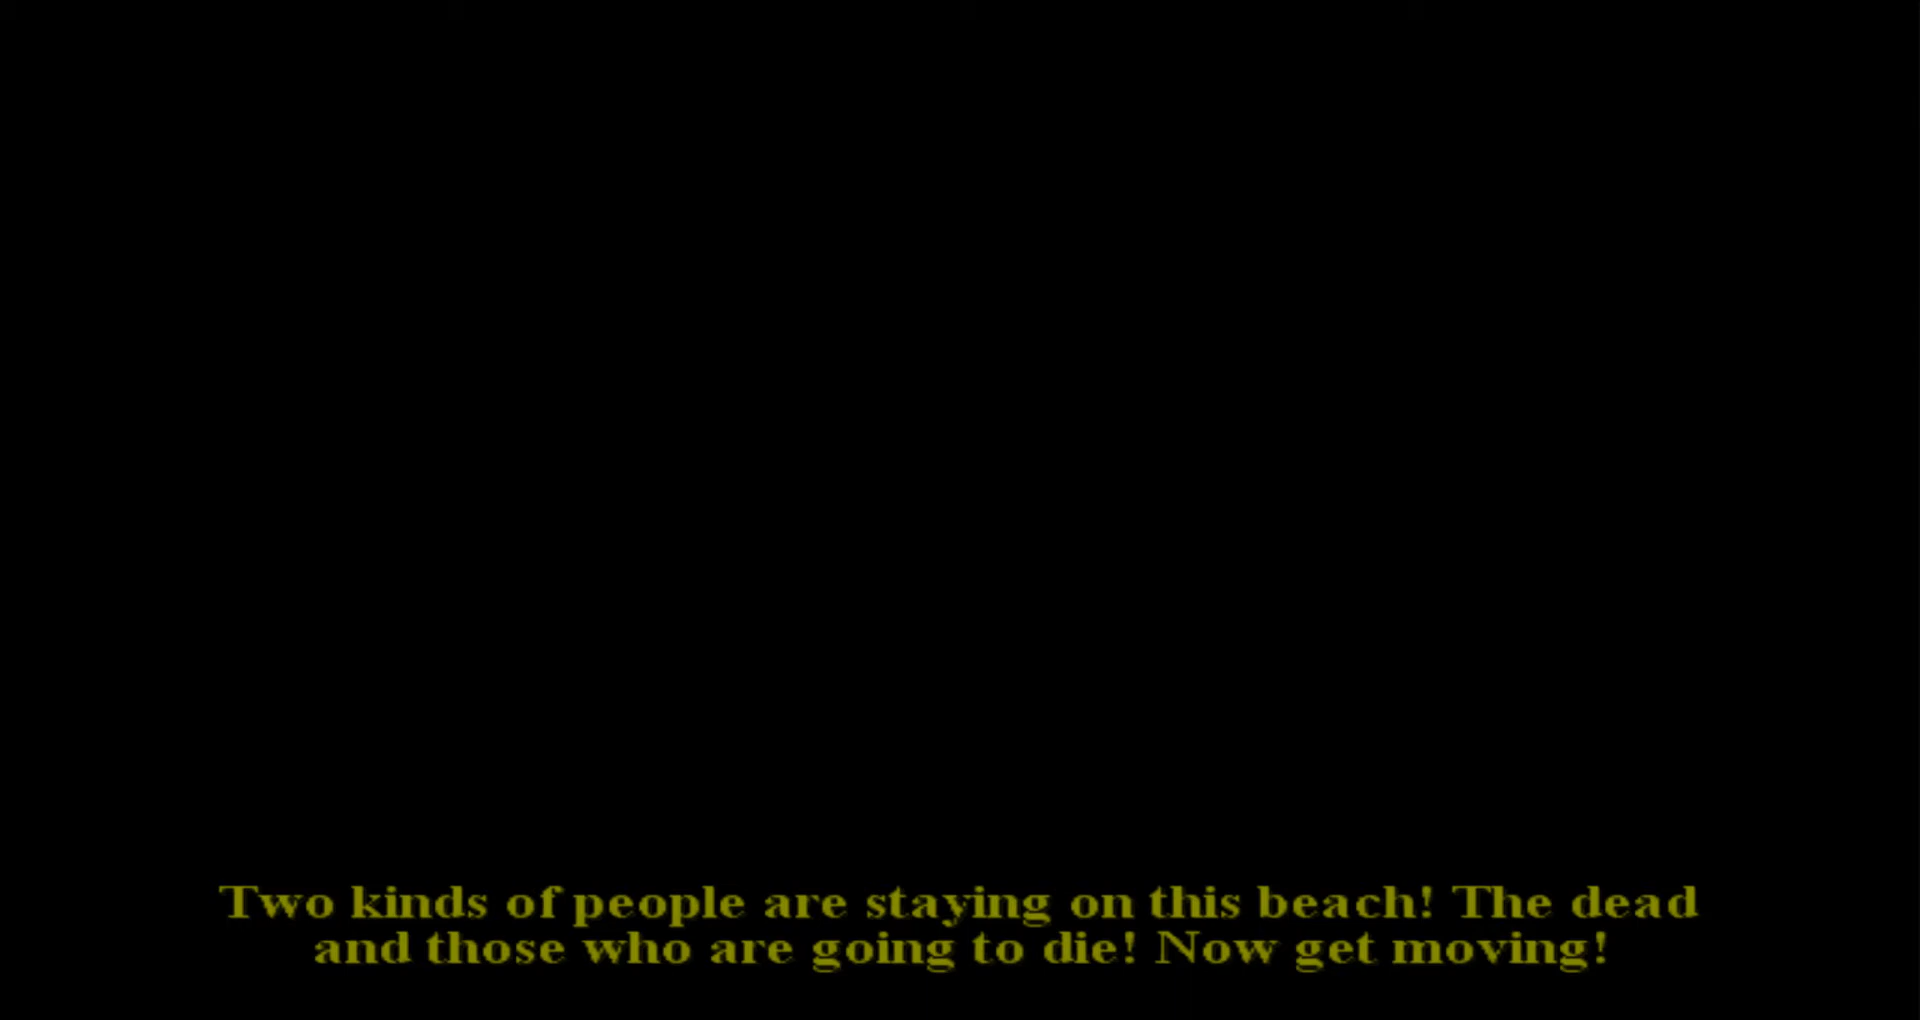 Two kinds of people are staying on this beach! The dead
and those who are going to die! Now get moving!